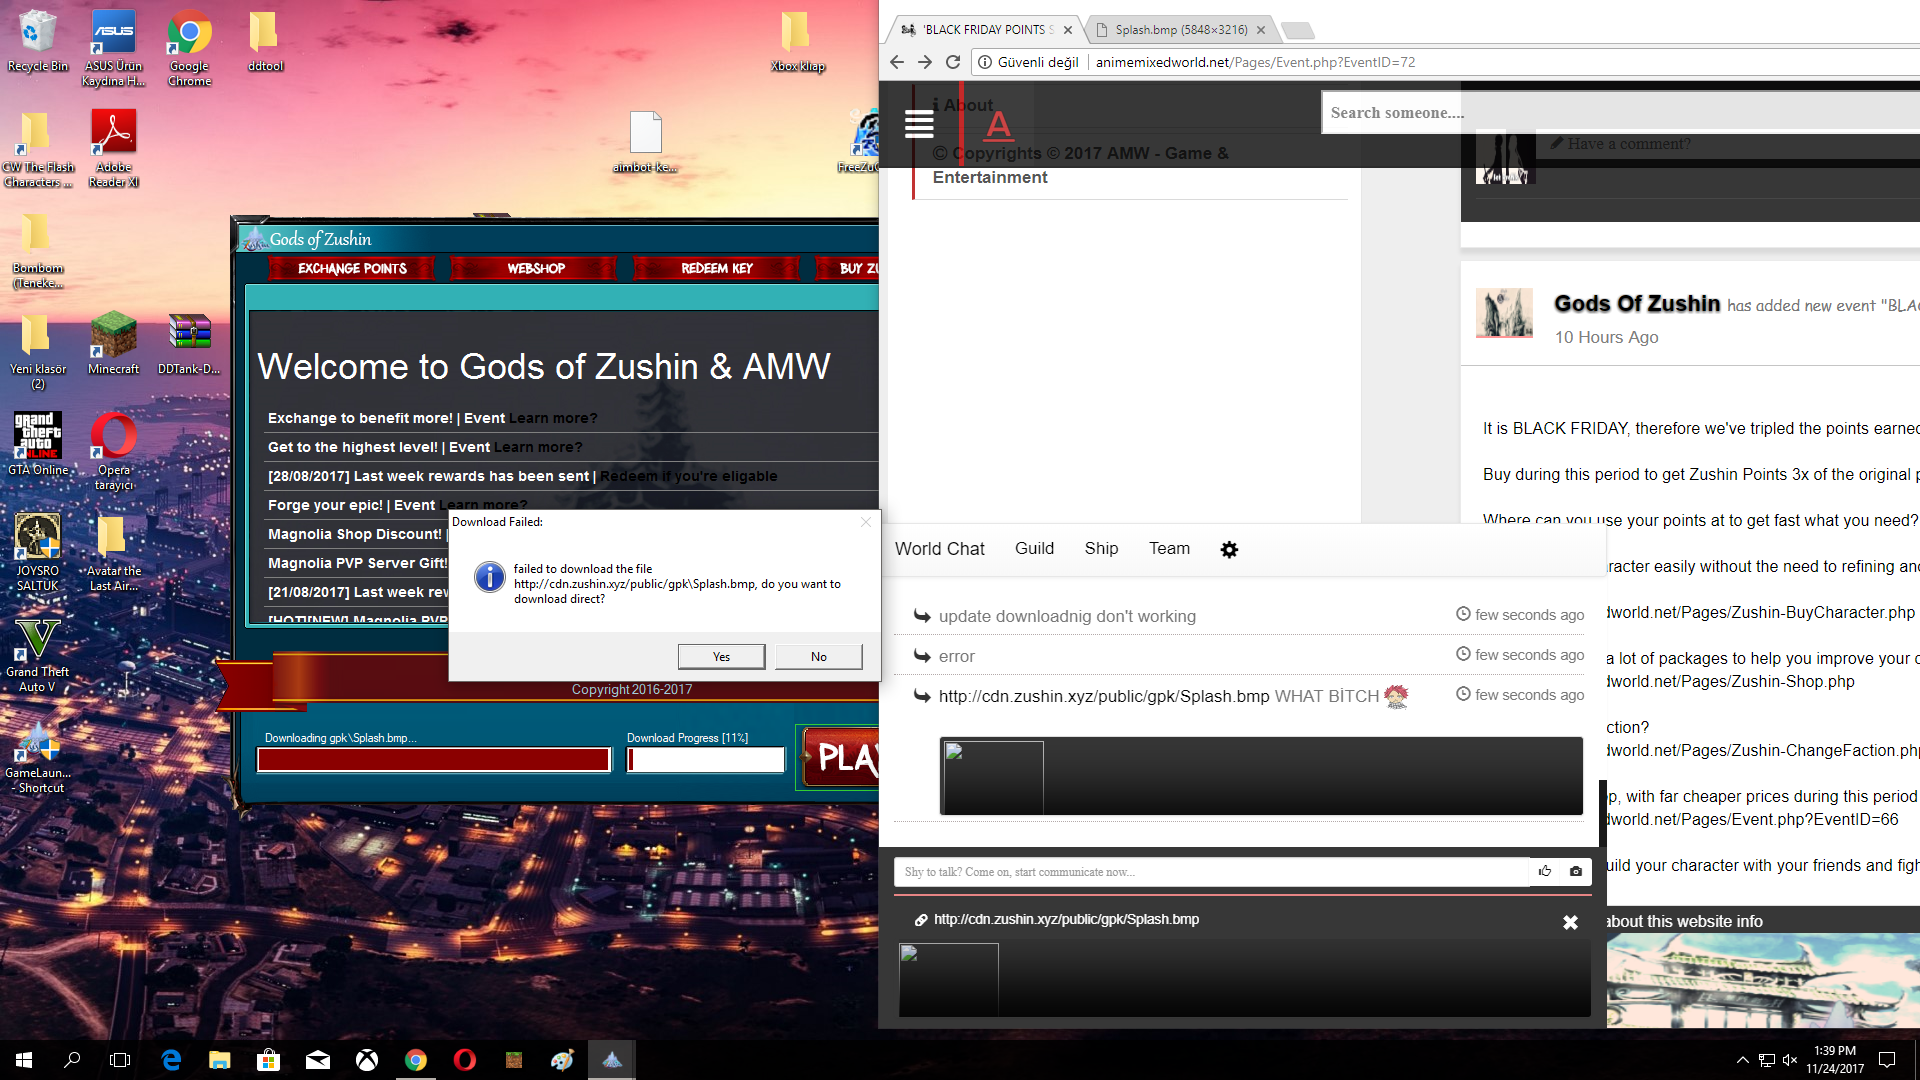 Recycle Bin
ASUS Ürün
Kaydına H...
Google
Chrome
ddtool
Xbox klıap
CW The Flash
Characters ...
Adobe
Reader XI
aimbot-ke...
Bombom
(Teneke...
Yeni klasör
(2)
Minecraft
DDTank-D...
GTA Online
Opera
tarayıcı
JOYSRO
SALTUK
Avatar the
Last Air...
Grand Theft
Auto V
GameLaun...
- Shortcut
Gods of Zushin
EXCHANGE POINTS
WEBSHOP
REDEEM KEY
BUY ZU
Welcome to Gods of Zushin & AMW
Exchange to benefit more! | Event Learn more?
Get to the highest level! | Event Learn more?
[28/08/2017] Last week rewards has been sent | Redeem if you're eligable
Forge your epic! | Event Learn more?
Magnolia Shop Discount! |
Magnolia PVP Server Gift!
[21/08/2017] Last week rew
[HOT][NEW] Magnolia PVP
Copyright 2016-2017
Downloading gpk\Splash.bmp...
Download Progress [11%]
PLA
Download Failed:
failed to download the file
http://cdn.zushin.xyz/public/gpk\Splash.bmp, do you want to
download direct?
Yes
No
'BLACK FRIDAY POINTS S
Splash.bmp (5848×3216)
Güvenli değil
animemixedworld.net/Pages/Event.php?EventID=72
About
A
Search someone....
© Copyrights © 2017 AMW - Game &
Entertainment
Have a comment?
Gods Of Zushin has added new event "BLA
10 Hours Ago
It is BLACK FRIDAY, therefore we've tripled the points earned
Buy during this period to get Zushin Points 3x of the original p
Where can you use your points at to get fast what you need?
racter easily without the need to refining and
dworld.net/Pages/Zushin-BuyCharacter.php
a lot of packages to help you improve your c
dworld.net/Pages/Zushin-Shop.php
ction?
dworld.net/Pages/Zushin-ChangeFaction.php
op, with far cheaper prices during this period
dworld.net/Pages/Event.php?EventID=66
uild your character with your friends and figh
about this website info
World Chat
Guild
Ship
Team
update downloadnig don't working
few seconds ago
error
few seconds ago
http://cdn.zushin.xyz/public/gpk/Splash.bmp WHAT BİTCH
few seconds ago
Shy to talk? Come on, start communicate now...
http://cdn.zushin.xyz/public/gpk/Splash.bmp
1:39 PM
11/24/2017